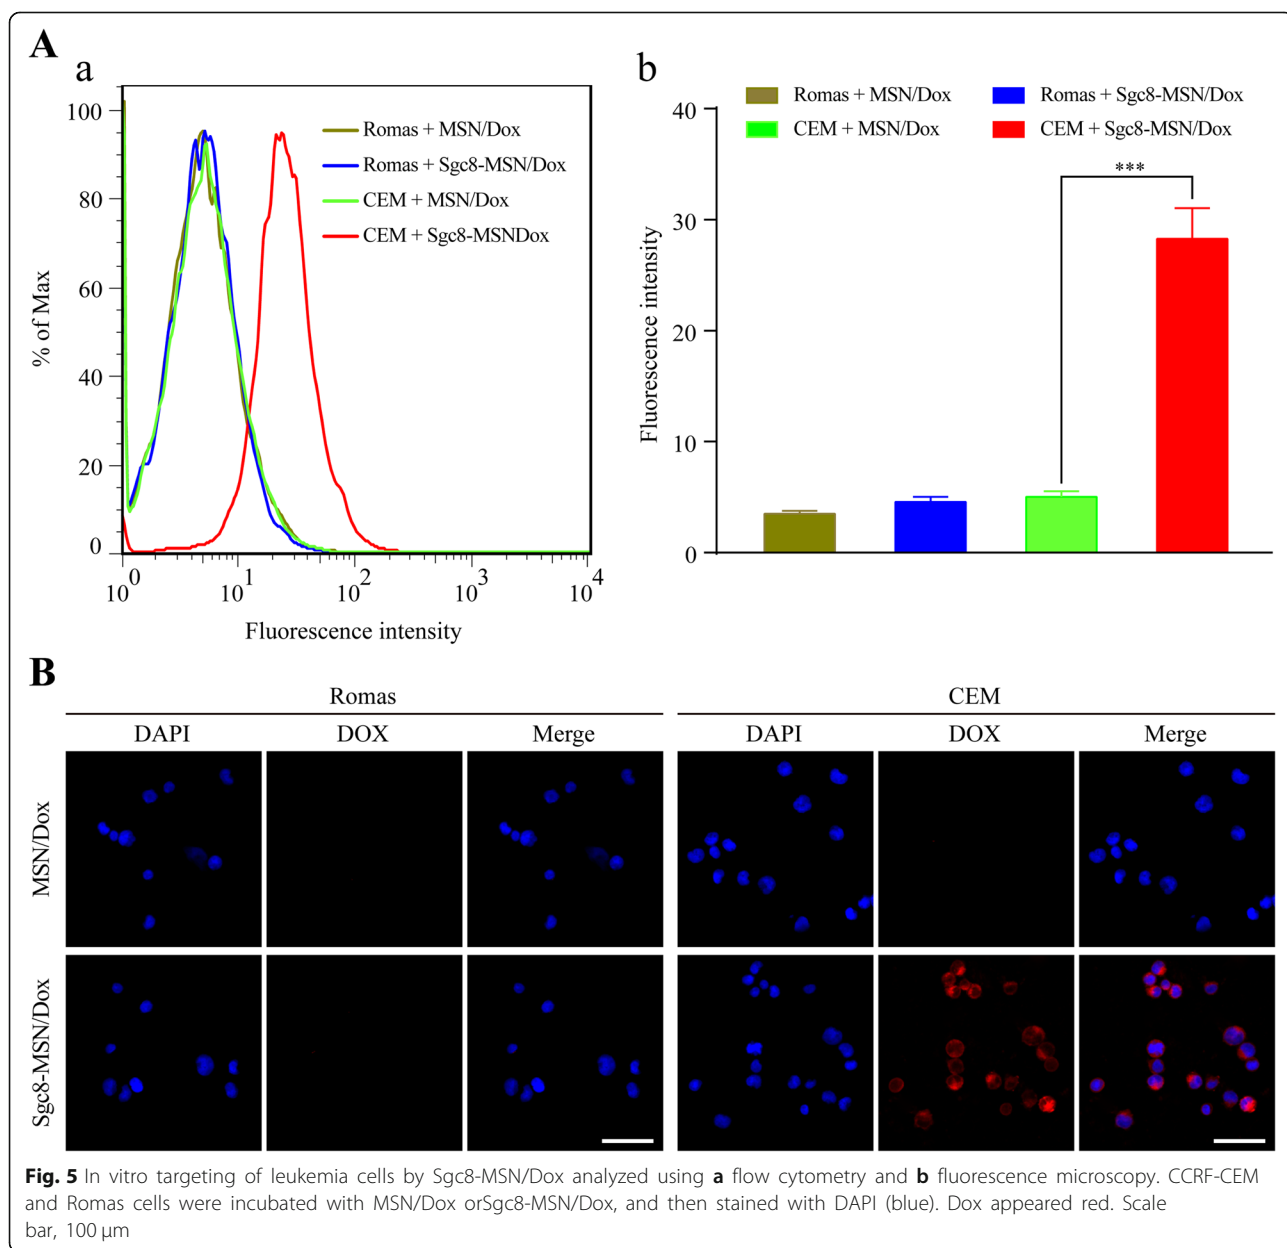 A
a
100
80
60
40
20
0
% of Max
Romas + MSN/Dox
Romas + Sgc8-MSN/Dox
CEM + MSN/Dox
CEM + Sgc8-MSNDox
10^0 10^1 10^2 10^3 10^4
Fluorescence intensity
b
Romas + MSN/Dox Romas + Sgc8-MSN/Dox
CEM + MSN/Dox CEM + Sgc8-MSN/Dox
***
40
30
20
10
0
Fluorescence intensity
B
Romas CEM
DAPI DOX Merge DAPI DOX Merge
MSN/Dox
Sgc8-MSN/Dox
Fig. 5 In vitro targeting of leukemia cells by Sgc8-MSN/Dox analyzed using a flow cytometry and b fluorescence microscopy. CCRF-CEM
and Romas cells were incubated with MSN/Dox orSgc8-MSN/Dox, and then stained with DAPI (blue). Dox appeared red. Scale
bar, 100 μm